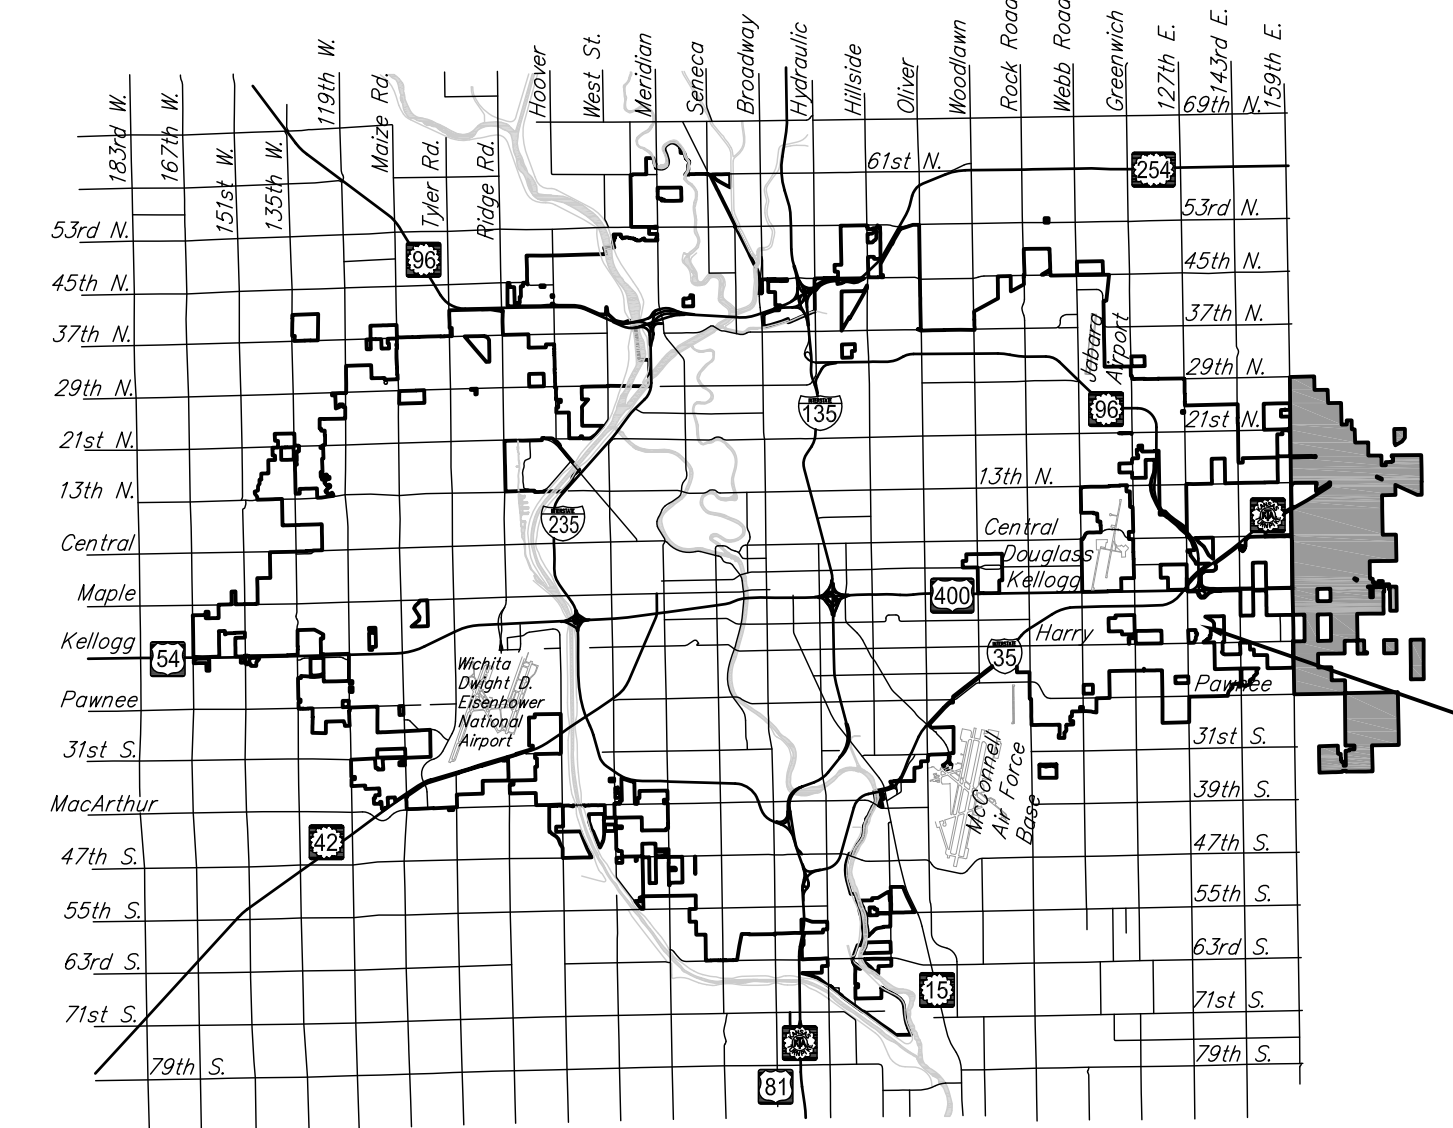 183rd W.
167th W.
151st W.
135th W.
119th W.
Maize Rd.
Tyler Rd.
Ridge Rd.
Hoover
West St.
Meridian
Seneca
Broadway
Hydraulic
Hillside
Oliver
Woodlawn
Rock Road
Webb Road
Greenwich
127th E.
143rd E.
159th E.
69th N.
61st N.
254
53rd N.
53rd N.
96
45th N.
45th N.
37th N.
37th N.
Jabara
Airport
29th N.
29th N.
96
INTERSTATE
135
21st N.
21st N.
13th N.
13th N.
INTERSTATE
235
Central
Central
Douglass
Kellogg
Maple
400
Kellogg
54
Harry
INTERSTATE
35
Wichita
Dwight D.
Eisenhower
National
Airport
Pawnee
Pawnee
31st S.
31st S.
McConnell
Air Force
Base
MacArthur
39th S.
42
47th S.
47th S.
55th S.
55th S.
63rd S.
63rd S.
15
71st S.
71st S.
79th S.
79th S.
81